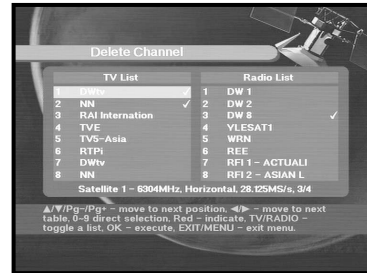 Delete Channel
TV List
1 DWtv ✓
2 NN ✓
3 RAI Internation
4 TVE
5 TV5-Asia
6 RTPi
7 DWtv
8 NN
Radio List
1 DW 1
2 DW 2
3 DW 8 ✓
4 YLESAT1
5 WRN
6 REE
7 RFI 1 - ACTUALI
8 RFI 2 - ASIAN L
Satellite 1 - 6304MHz, Horizontal, 28.125MS/s, 3/4
▲/▼/Pg-/Pg+ - move to next position, ◀/▶ - move to next
table, 0~9 direct selection, Red - indicate, TV/RADIO -
toggle a list, OK - execute, EXIT/MENU - exit menu.